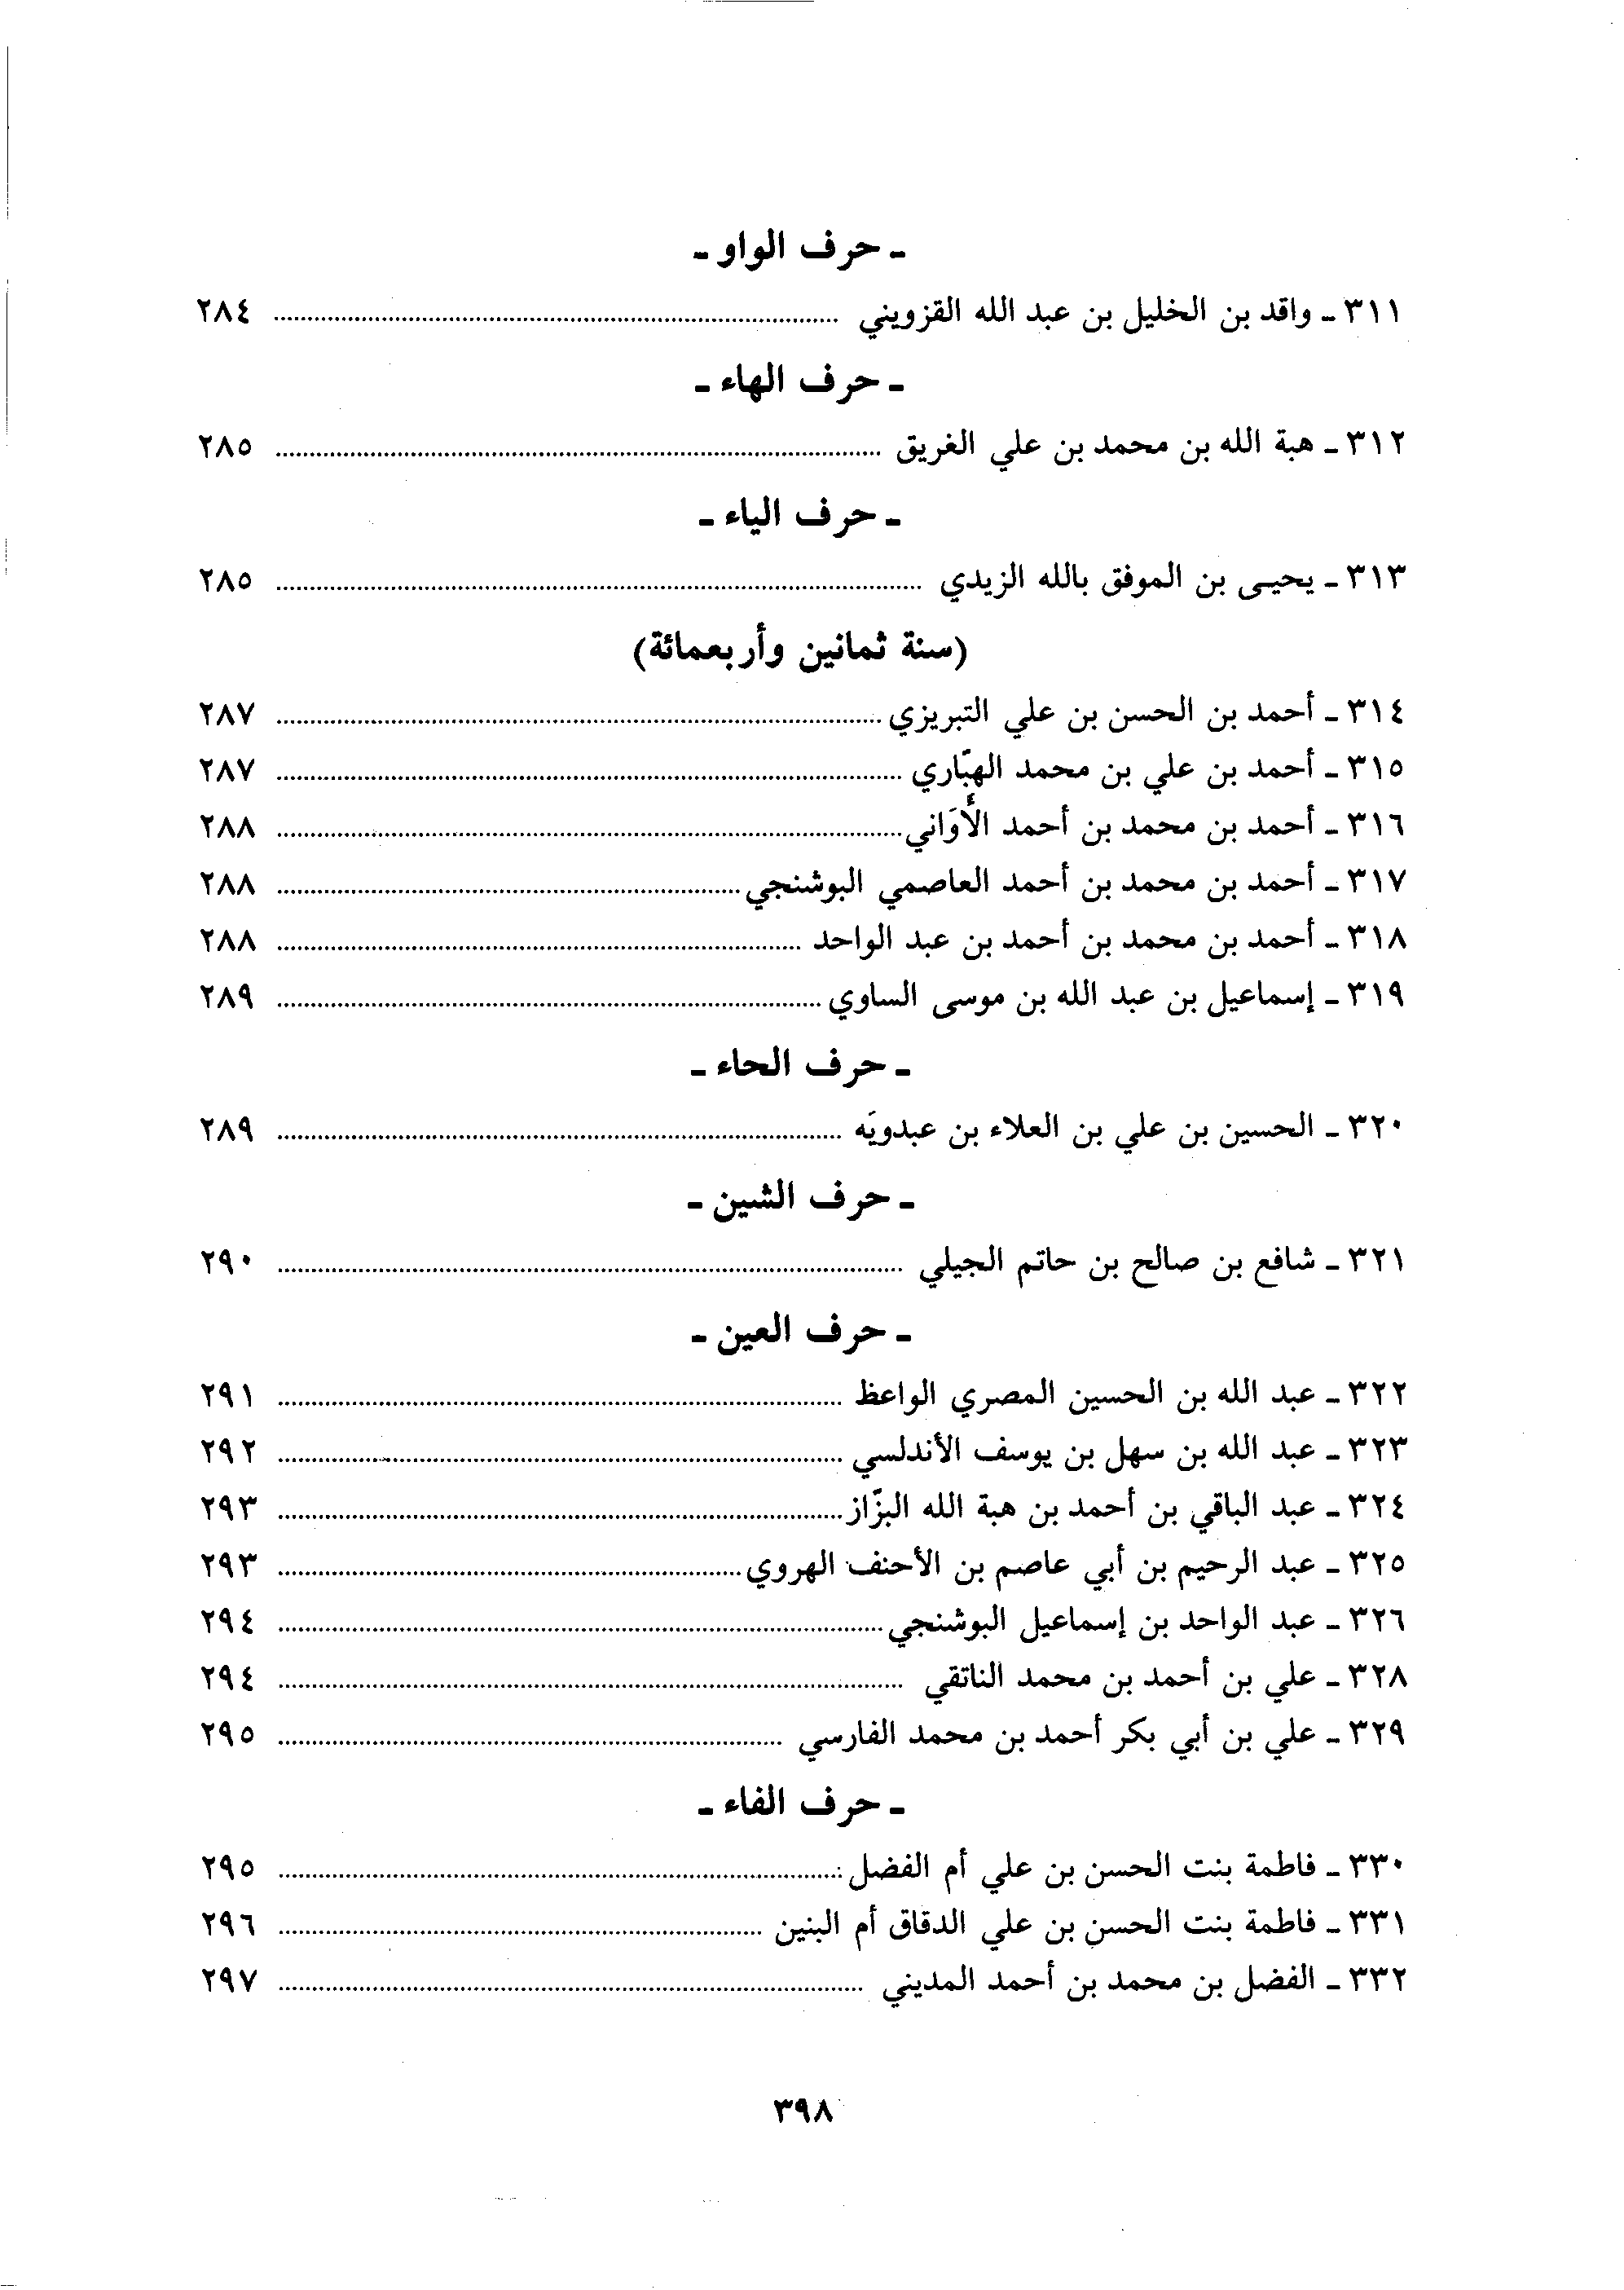 - حرف الواو -
٣١١ - واقد بن الخليل بن عبد الله القزويني ........ ٢٨٤
- حرف الهاء -
٣١٢ - هبة الله بن محمد بن علي الغريق ........ ٢٨٥
- حرف الياء -
٣١٣ - يحيى بن الموفق بالله الزيدي ........ ٢٨٥
(سنة ثمانين وأربعمائة)
٣١٤ - أحمد بن الحسن بن علي التبريزي ........ ٢٨٧
٣١٥ - أحمد بن علي بن محمد الهبّاري ........ ٢٨٧
٣١٦ - أحمد بن محمد بن أحمد الأَوَاني ........ ٢٨٨
٣١٧ - أحمد بن محمد بن أحمد العاصمي البوشنجي ........ ٢٨٨
٣١٨ - أحمد بن محمد بن أحمد بن عبد الواحد ........ ٢٨٨
٣١٩ - إسماعيل بن عبد الله بن موسى الساوي ........ ٢٨٩
- حرف الحاء -
٣٢٠ - الحسين بن علي بن العلاء بن عبدويَه ........ ٢٨٩
- حرف الشين -
٣٢١ - شافع بن صالح بن حاتم الجيلي ........ ٢٩٠
- حرف العين -
٣٢٢ - عبد الله بن الحسين المصري الواعظ ........ ٢٩١
٣٢٣ - عبد الله بن سهل بن يوسف الأندلسي ........ ٢٩٢
٣٢٤ - عبد الباقي بن أحمد بن هبة الله البزّاز ........ ٢٩٣
٣٢٥ - عبد الرحيم بن أبي عاصم بن الأحنف الهروي ........ ٢٩٣
٣٢٦ - عبد الواحد بن إسماعيل البوشنجي ........ ٢٩٤
٣٢٨ - علي بن أحمد بن محمد الناتقي ........ ٢٩٤
٣٢٩ - علي بن أبي بكر أحمد بن محمد الفارسي ........ ٢٩٥
- حرف الفاء -
٣٣٠ - فاطمة بنت الحسن بن علي أم الفضل ........ ٢٩٥
٣٣١ - فاطمة بنت الحسن بن علي الدقاق أم البنين ........ ٢٩٦
٣٣٢ - الفضل بن محمد بن أحمد المديني ........ ٢٩٧
٣٩٨